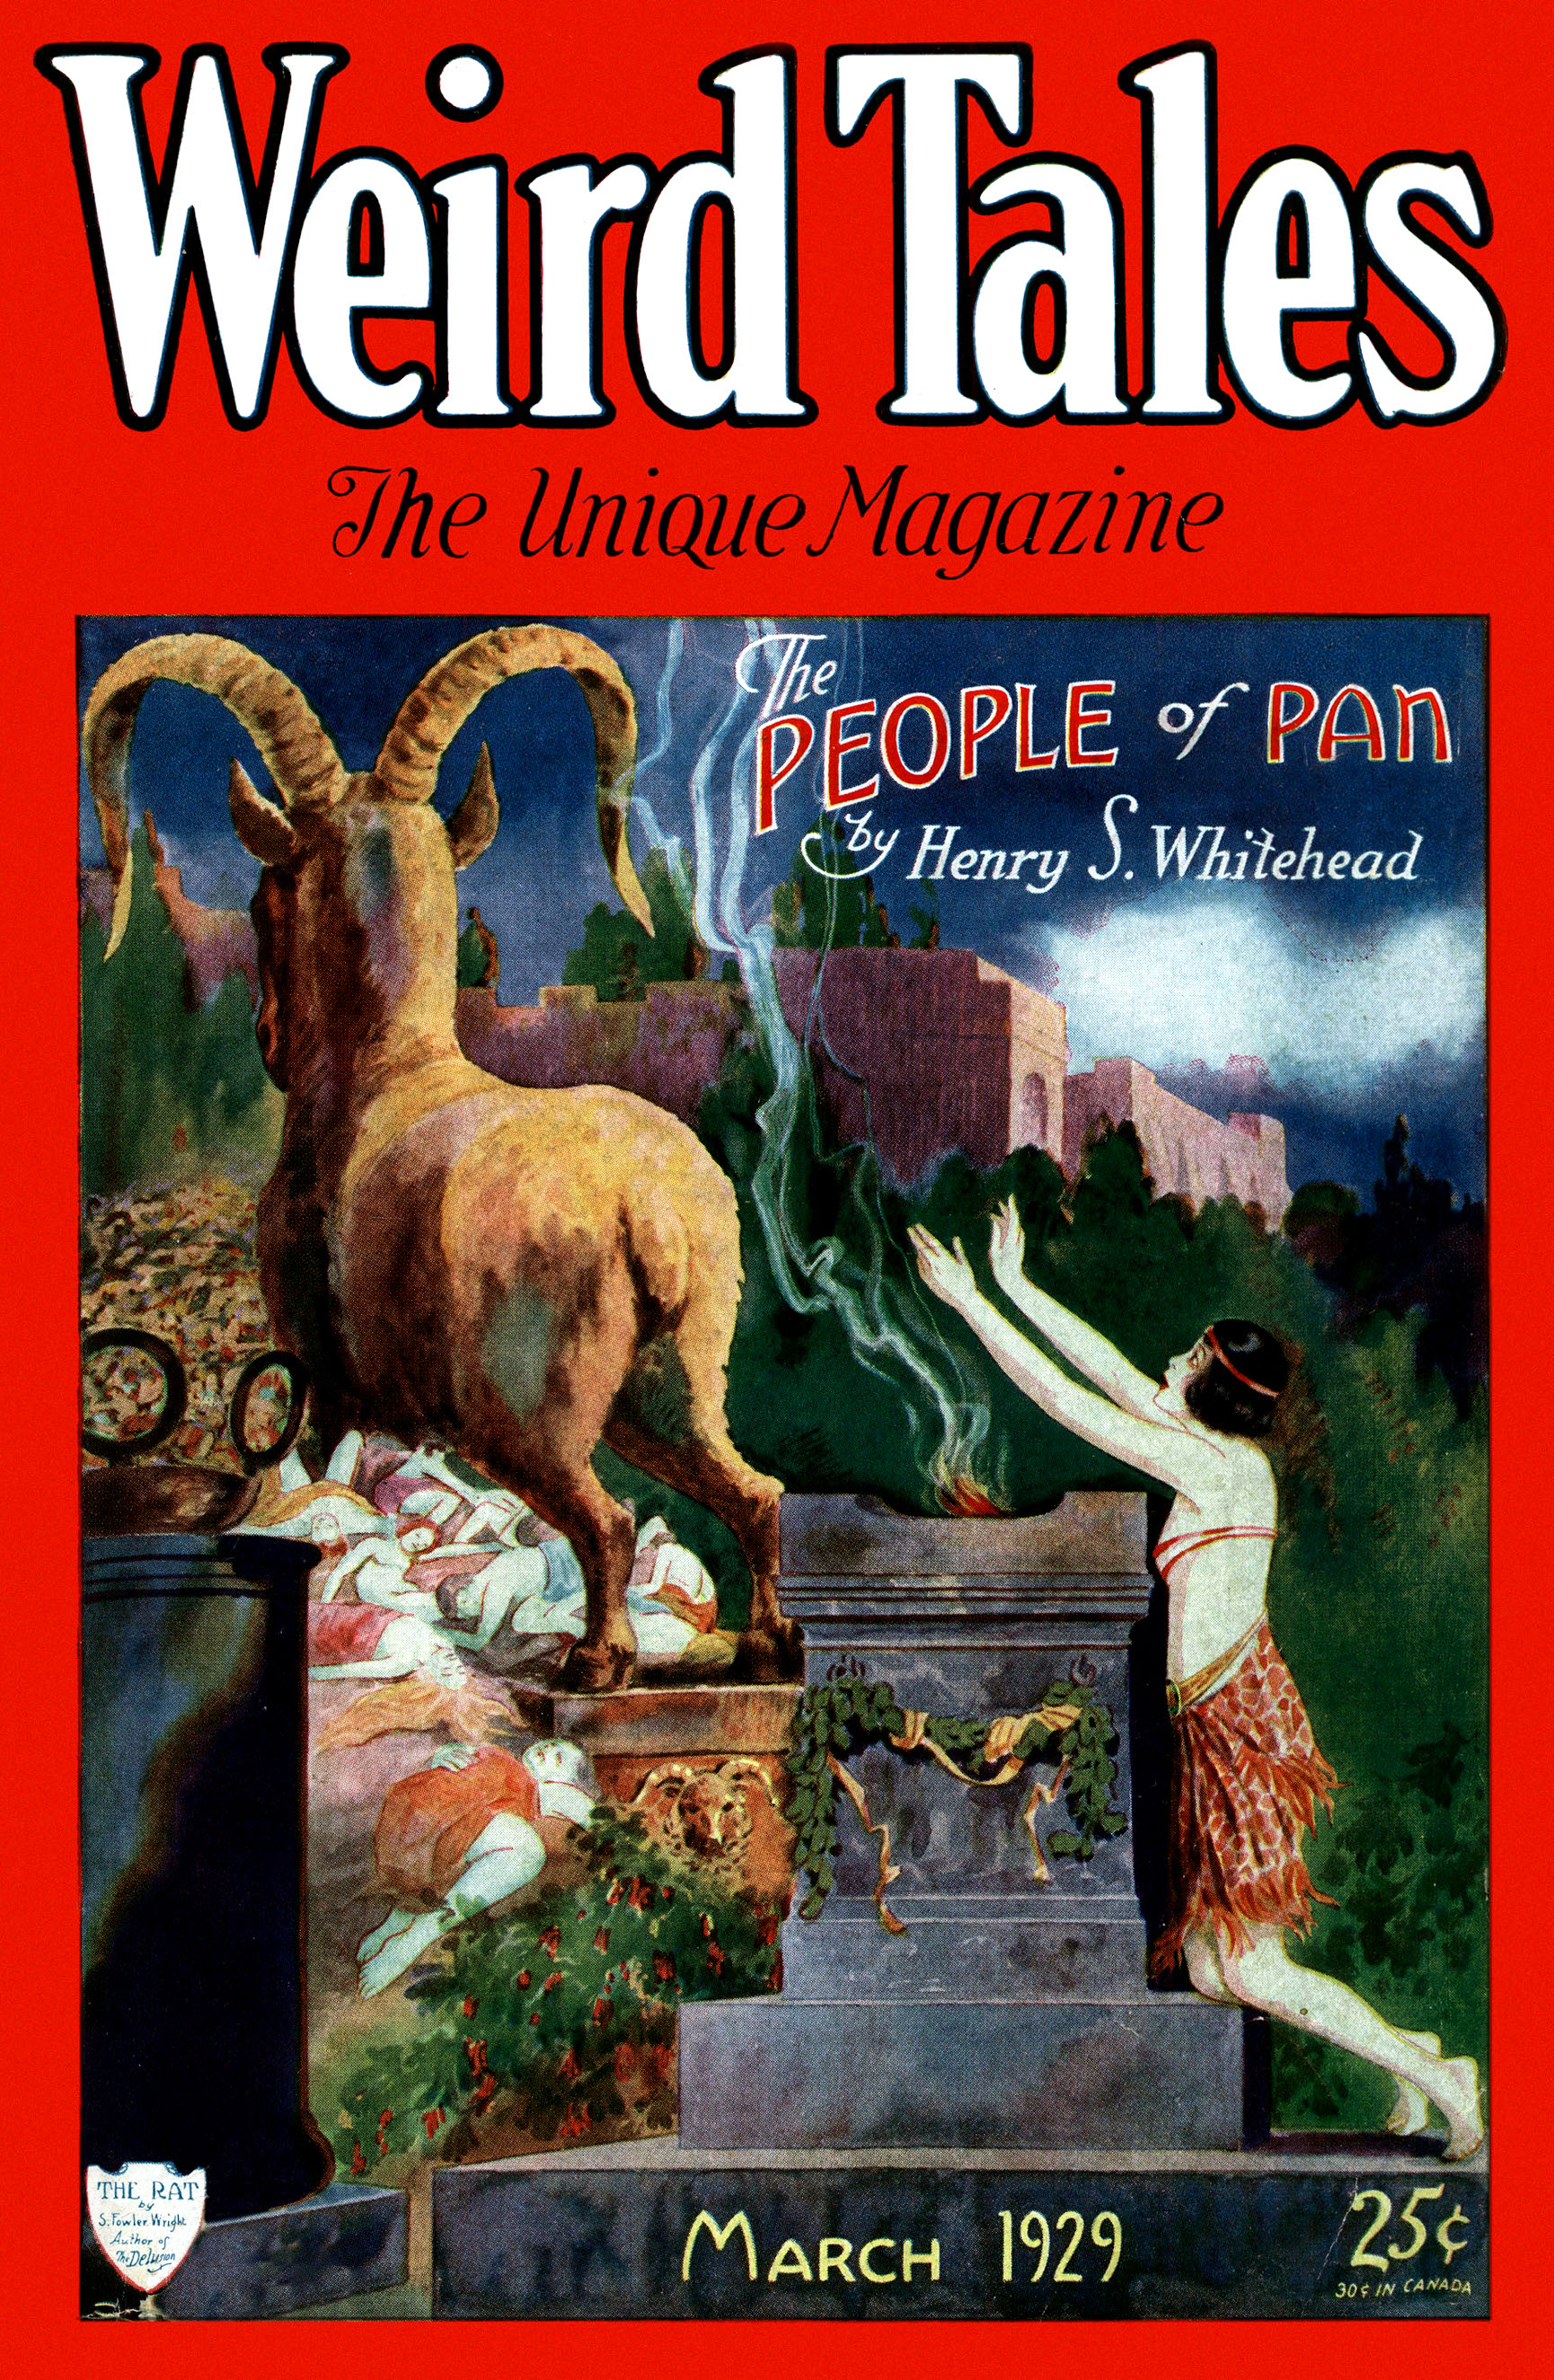 Weird Tales
The Unique Magazine
The
PEOPLE of PAN
by Henry S. Whitehead
THE RAT
by
S. Fowler Wright
Author of
The Delusion
MARCH 1929
25¢
30¢ IN CANADA